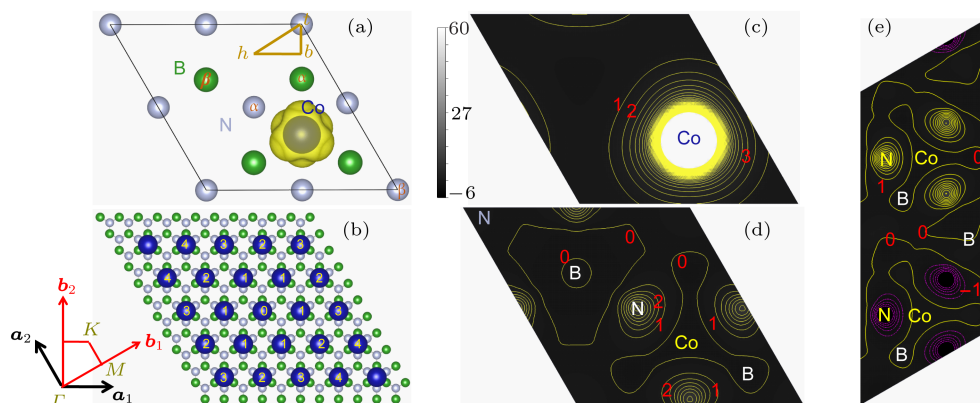 (a)
t
h b
B β α
α Co
N
β
(b)
4 3 2 3
4 2 1 1 2
3 1 0 1 3
2 1 1 2 4
3 2 3 4
b2
a2 K b1
M
Γ a1
60
27
−6
(c)
1 2
Co
3
N (d)
0 0
0 B 0
N 2
1 1
Co
B
2 1
(e)
N Co 0
1 B
0 0 B
−1
N Co
B